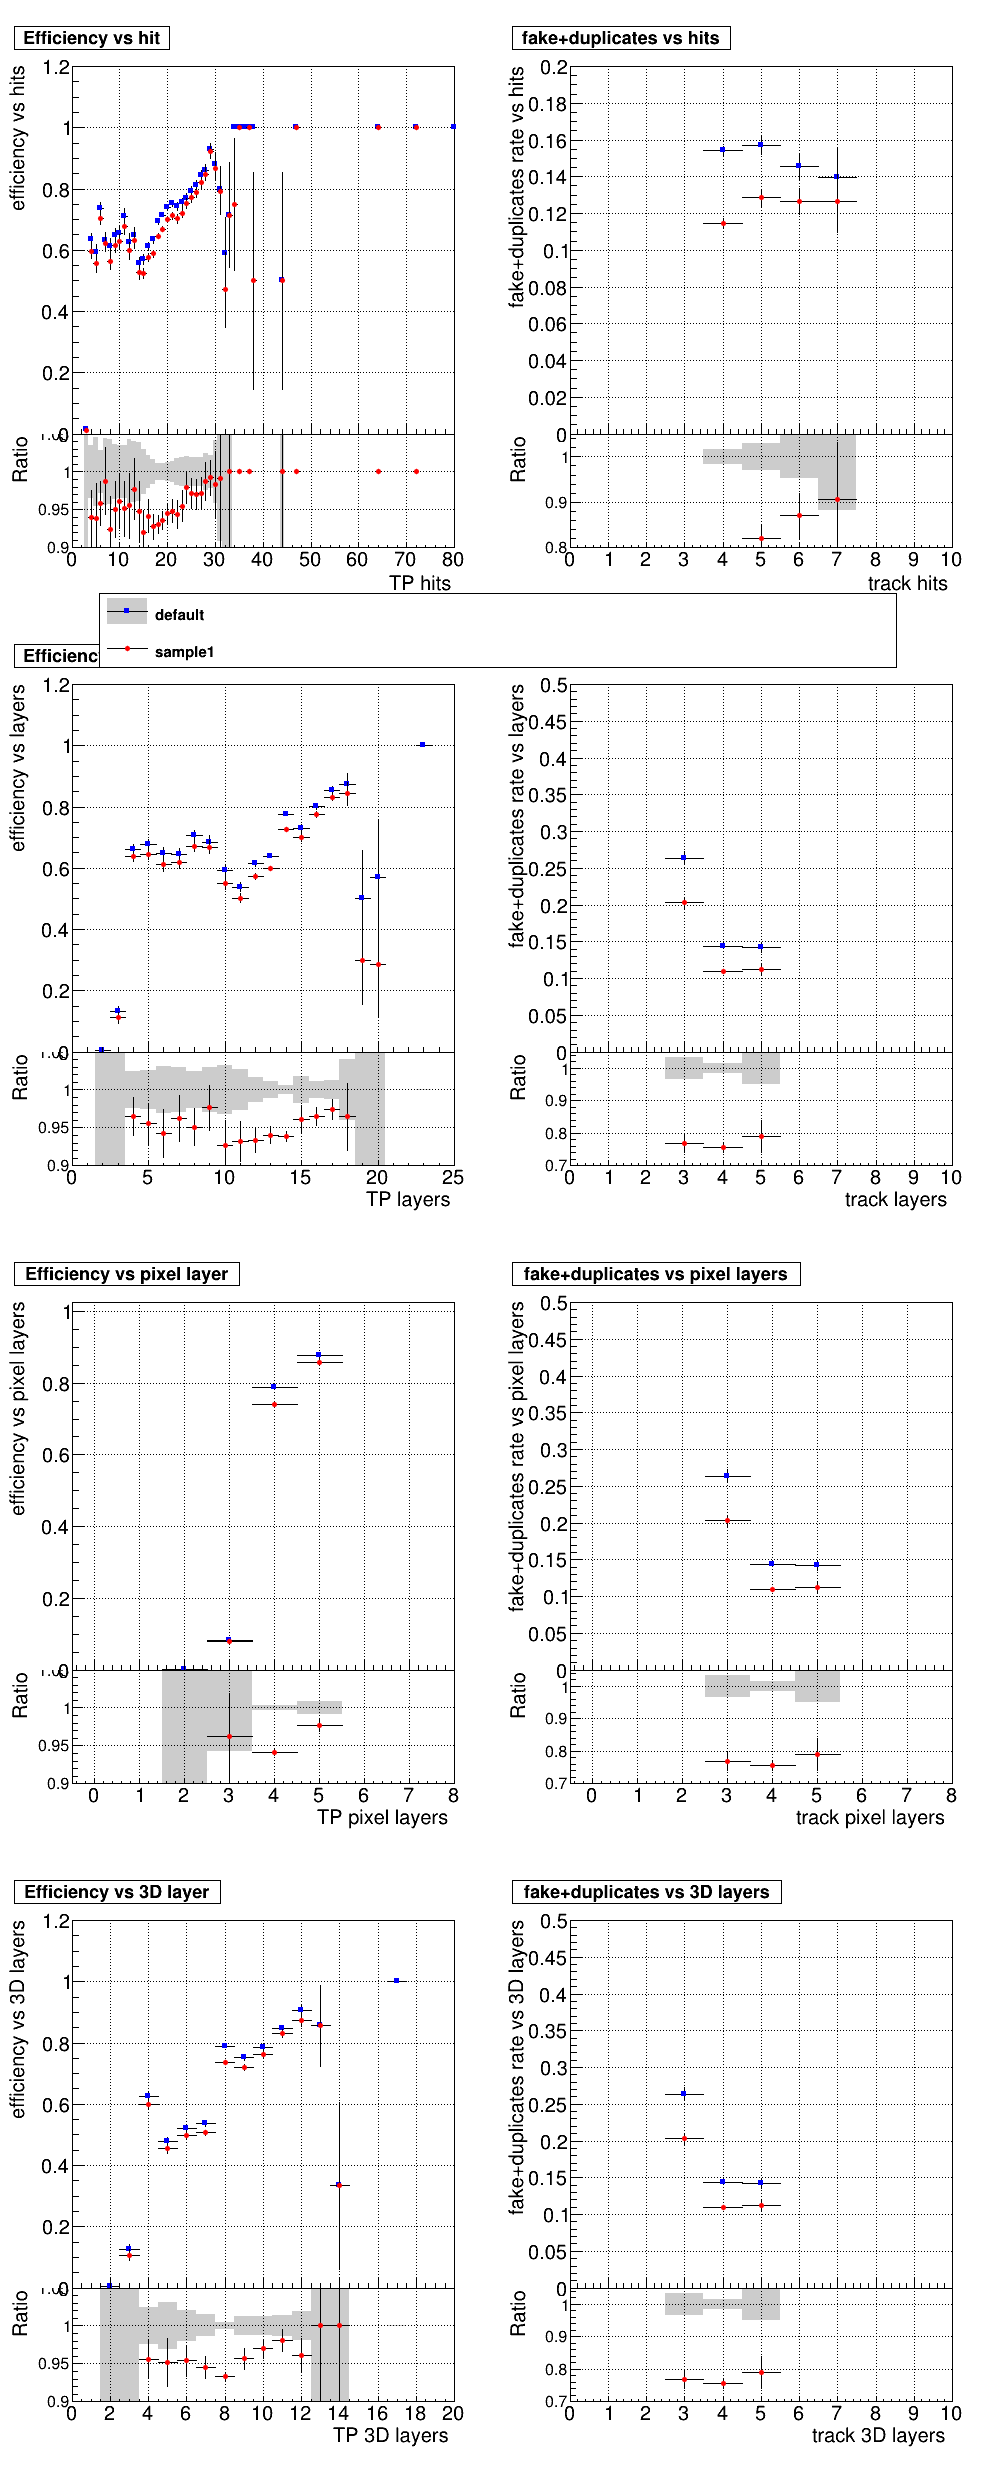 Efficiency vs hit
fake+duplicates vs hits
efficiency vs hits
1.2
1
0.8
0.6
0.4
0.2
0
Ratio
1
0.95
0.9
0 10 20 30 40 50 60 70 80
TP hits
fake+duplicates rate vs hits
0.2
0.18
0.16
0.14
0.12
0.1
0.08
0.06
0.04
0.02
0
Ratio
1
0.9
0.8
0 1 2 3 4 5 6 7 8 9 10
track hits
default
sample1
Efficienc
efficiency vs layers
1.2
1
0.8
0.6
0.4
0.2
0
Ratio
1
0.95
0.9
0 5 10 15 20 25
TP layers
fake+duplicates rate vs layers
0.5
0.45
0.4
0.35
0.3
0.25
0.2
0.15
0.1
0.05
0
Ratio
1
0.9
0.8
0.7
0 1 2 3 4 5 6 7 8 9 10
track layers
Efficiency vs pixel layer
fake+duplicates vs pixel layers
efficiency vs pixel layers
1
0.8
0.6
0.4
0.2
0
Ratio
1
0.95
0.9
0 1 2 3 4 5 6 7 8
TP pixel layers
fake+duplicates rate vs pixel layers
0.5
0.45
0.4
0.35
0.3
0.25
0.2
0.15
0.1
0.05
0
Ratio
1
0.9
0.8
0.7
0 1 2 3 4 5 6 7 8
track pixel layers
Efficiency vs 3D layer
fake+duplicates vs 3D layers
efficiency vs 3D layers
1.2
1
0.8
0.6
0.4
0.2
0
Ratio
1
0.95
0.9
2 4 6 8 10 12 14 16 18 20
TP 3D layers
fake+duplicates rate vs 3D layers
0.5
0.45
0.4
0.35
0.3
0.25
0.2
0.15
0.1
0.05
0
Ratio
1
0.9
0.8
0.7
0 1 2 3 4 5 6 7 8 9 10
track 3D layers